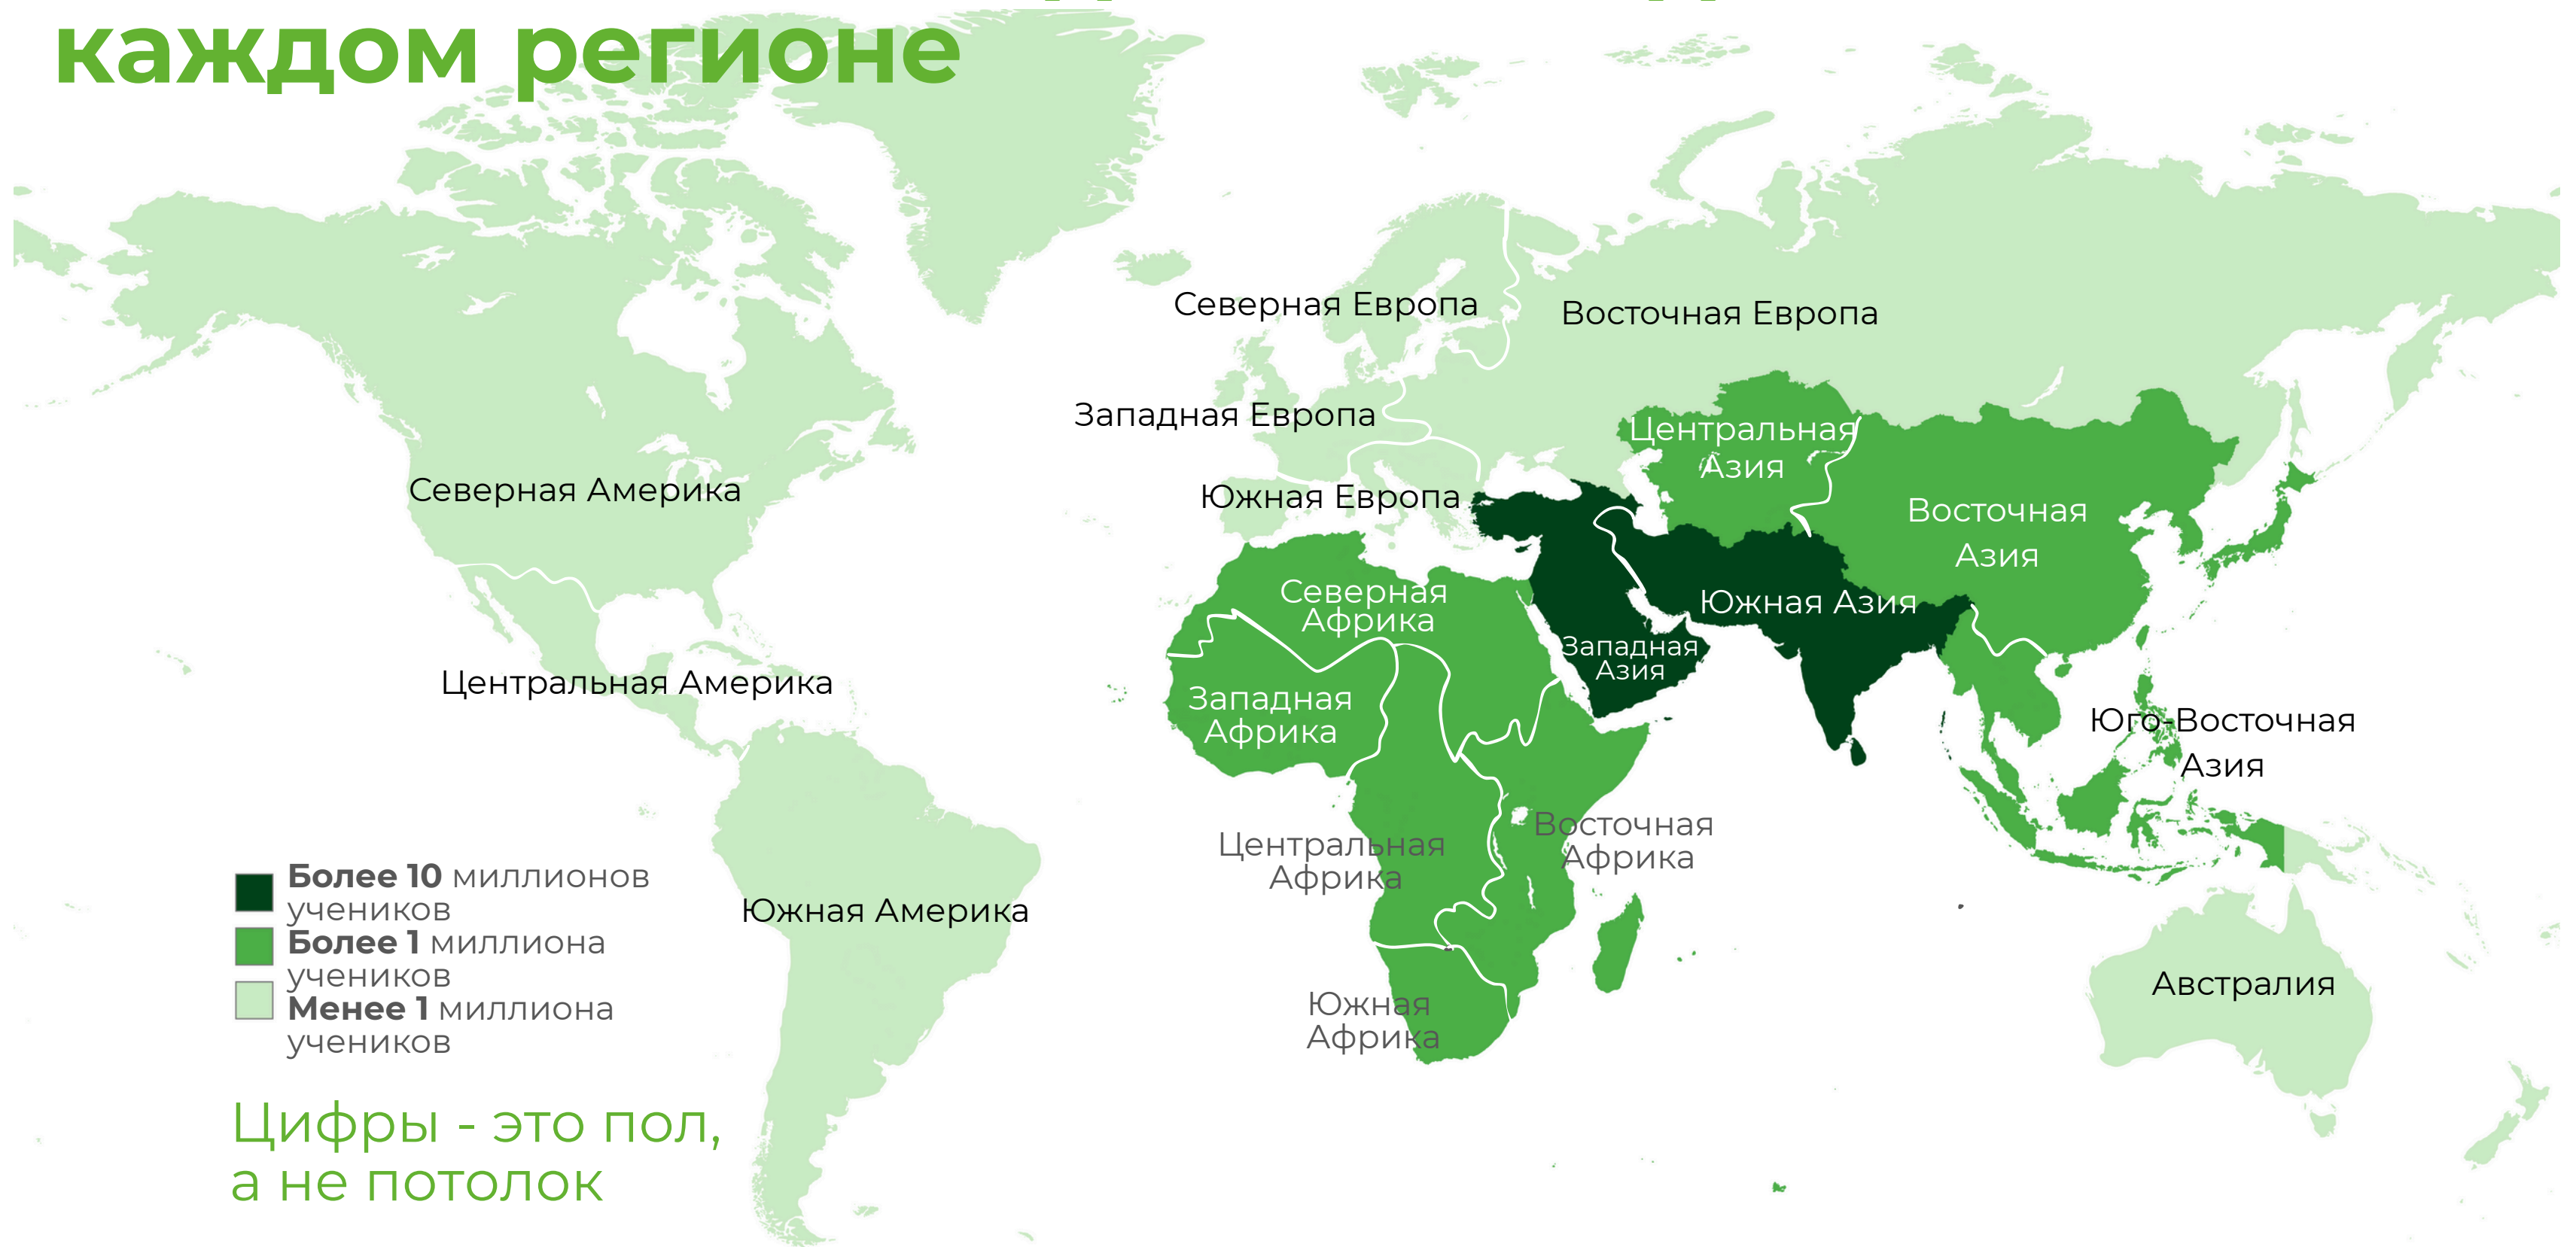 каждом регионе
Северная Европа
Восточная Европа
Западная Европа
Центральная
Азия
Северная Америка
Южная Европа
Восточная
Азия
Северная
Африка
Южная Азия
Западная
Азия
Центральная Америка
Западная
Африка
Юго-Восточная
Азия
Центральная
Африка
Восточная
Африка
Южная Америка
Южная
Африка
Австралия
Более 10 миллионов
учеников
Более 1 миллиона
учеников
Менее 1 миллиона
учеников
Цифры - это пол,
а не потолок